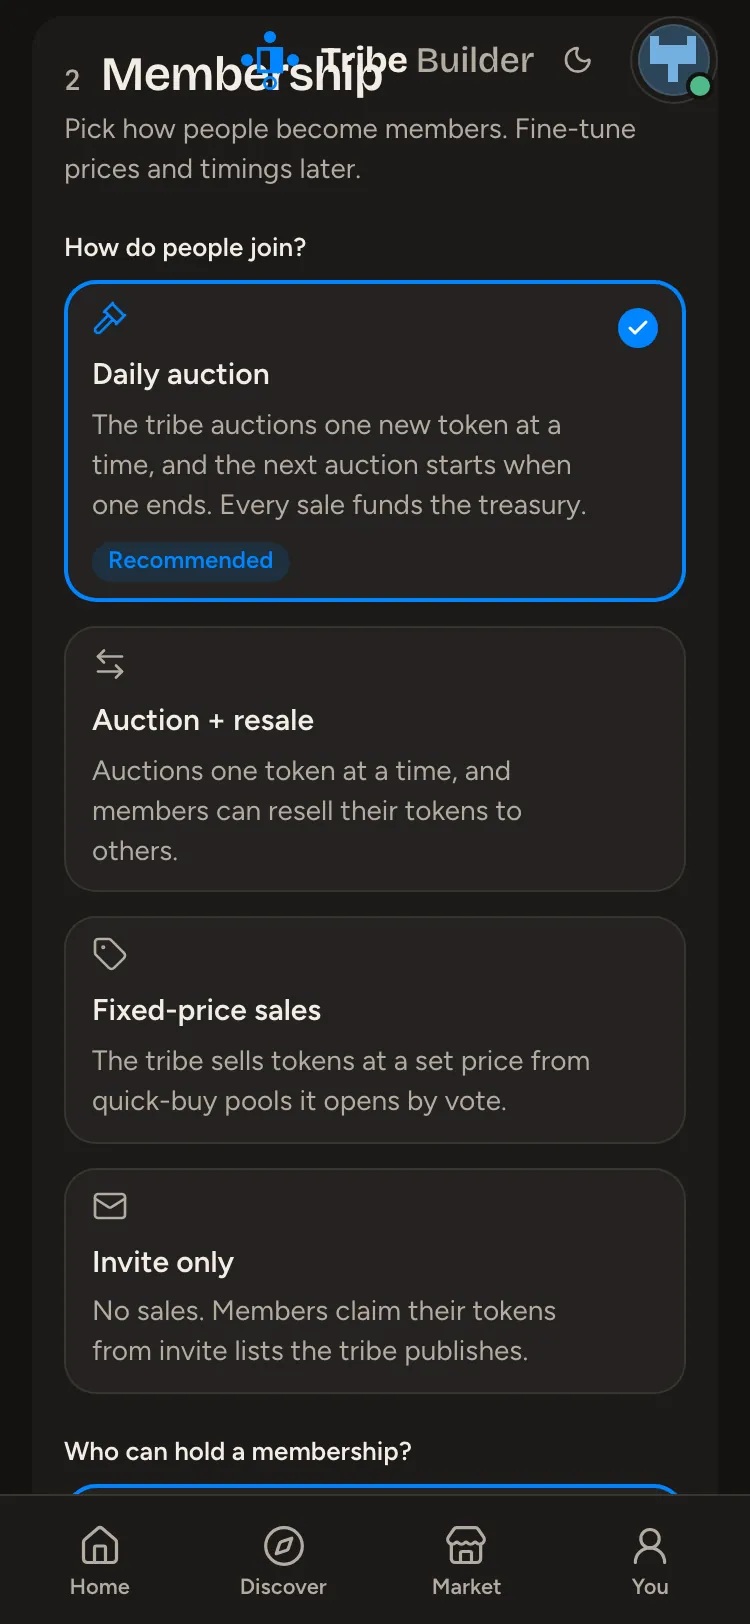 Tribe Builder
2 Membership
Pick how people become members. Fine-tune
prices and timings later.
How do people join?
Daily auction
The tribe auctions one new token at a
time, and the next auction starts when
one ends. Every sale funds the treasury.
Recommended
Auction + resale
Auctions one token at a time, and
members can resell their tokens to
others.
Fixed-price sales
The tribe sells tokens at a set price from
quick-buy pools it opens by vote.
Invite only
No sales. Members claim their tokens
from invite lists the tribe publishes.
Who can hold a membership?
Home Discover Market You